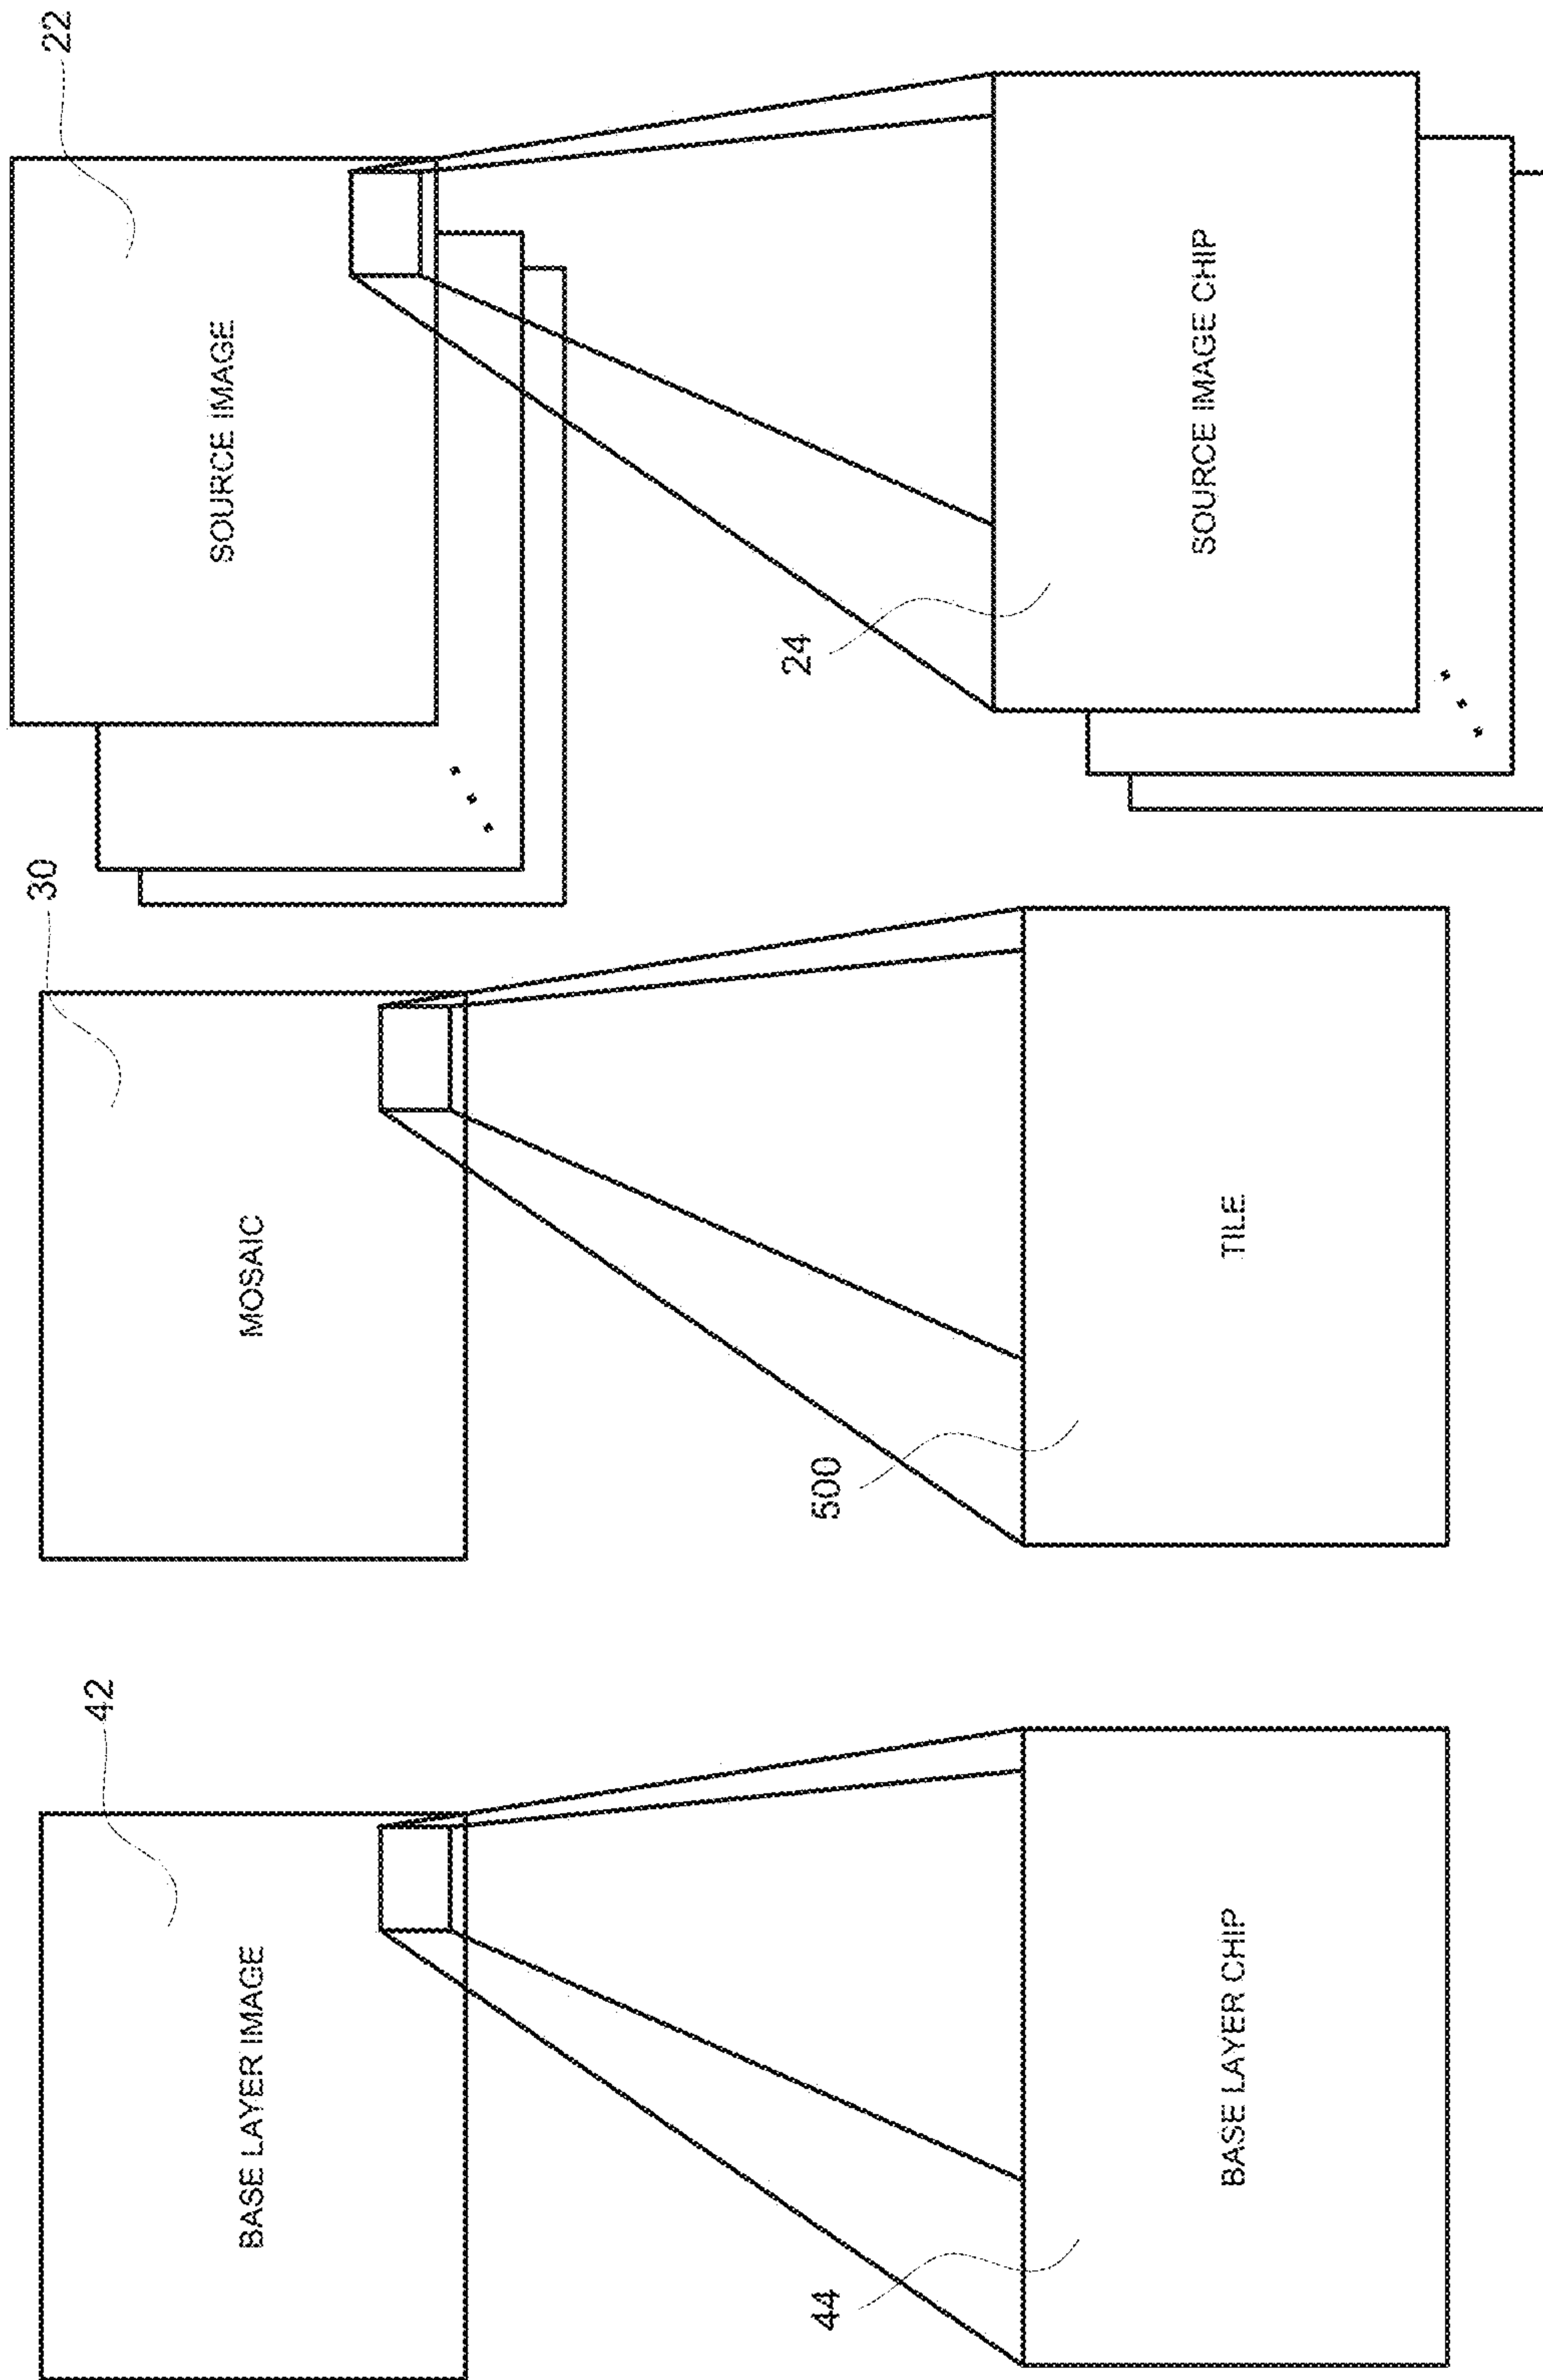 42
BASE LAYER IMAGE
44
BASE LAYER CHIP
30
MOSAIC
500
TILE
22
SOURCE IMAGE
24
SOURCE IMAGE CHIP